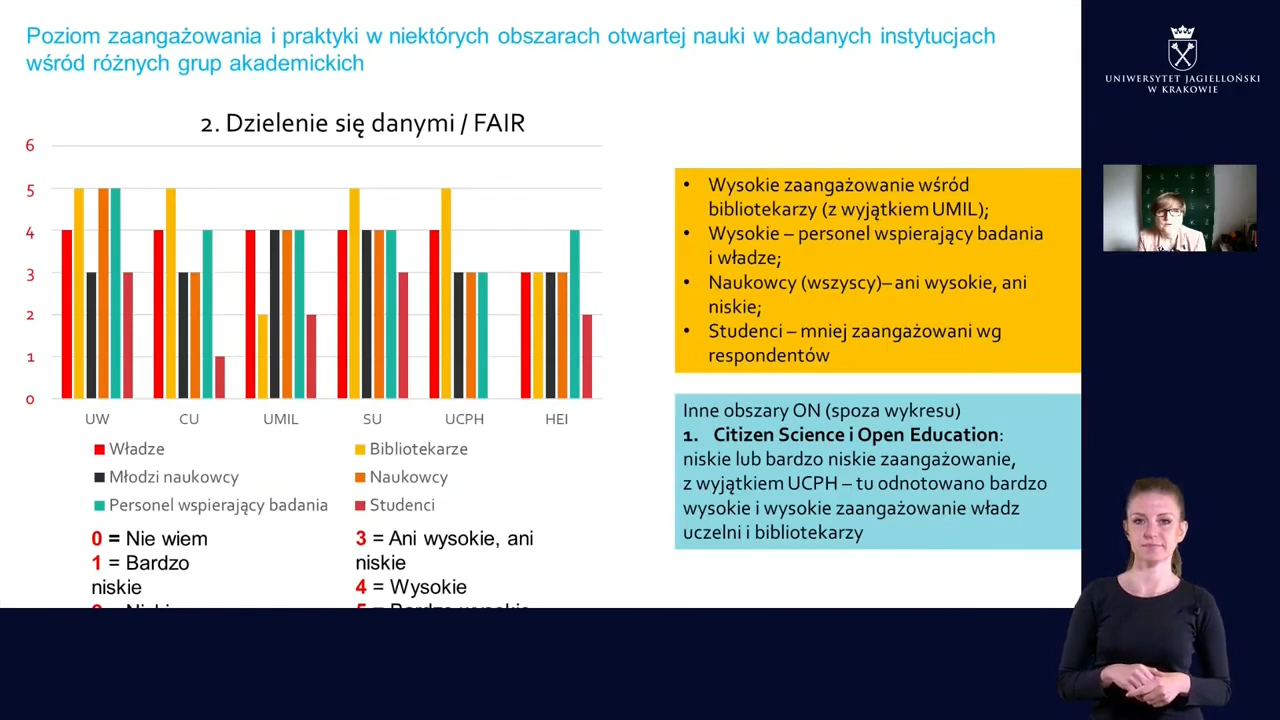 Poziom zaangażowania i praktyki w niektórych obszarach otwartej nauki w badanych instytucjach
wśród różnych grup akademickich
2. Dzielenie się danymi / FAIR
6
5
4
3
2
1
0
UW CU UMIL SU UCPH HEI
Władze Bibliotekarze
Młodzi naukowcy Naukowcy
Personel wspierający badania Studenci
0 = Nie wiem
1 = Bardzo
niskie
3 = Ani wysokie, ani
niskie
4 = Wysokie
• Wysokie zaangażowanie wśród
bibliotekarzy (z wyjątkiem UMIL);
• Wysokie – personel wspierający badania
i władze;
• Naukowcy (wszyscy)– ani wysokie, ani
niskie;
• Studenci – mniej zaangażowani wg
respondentów
Inne obszary ON (spoza wykresu)
1. Citizen Science i Open Education:
niskie lub bardzo niskie zaangażowanie,
z wyjątkiem UCPH – tu odnotowano bardzo
wysokie i wysokie zaangażowanie władz
uczelni i bibliotekarzy
UNIWERSYTET JAGIELLOŃSKI
W KRAKOWIE